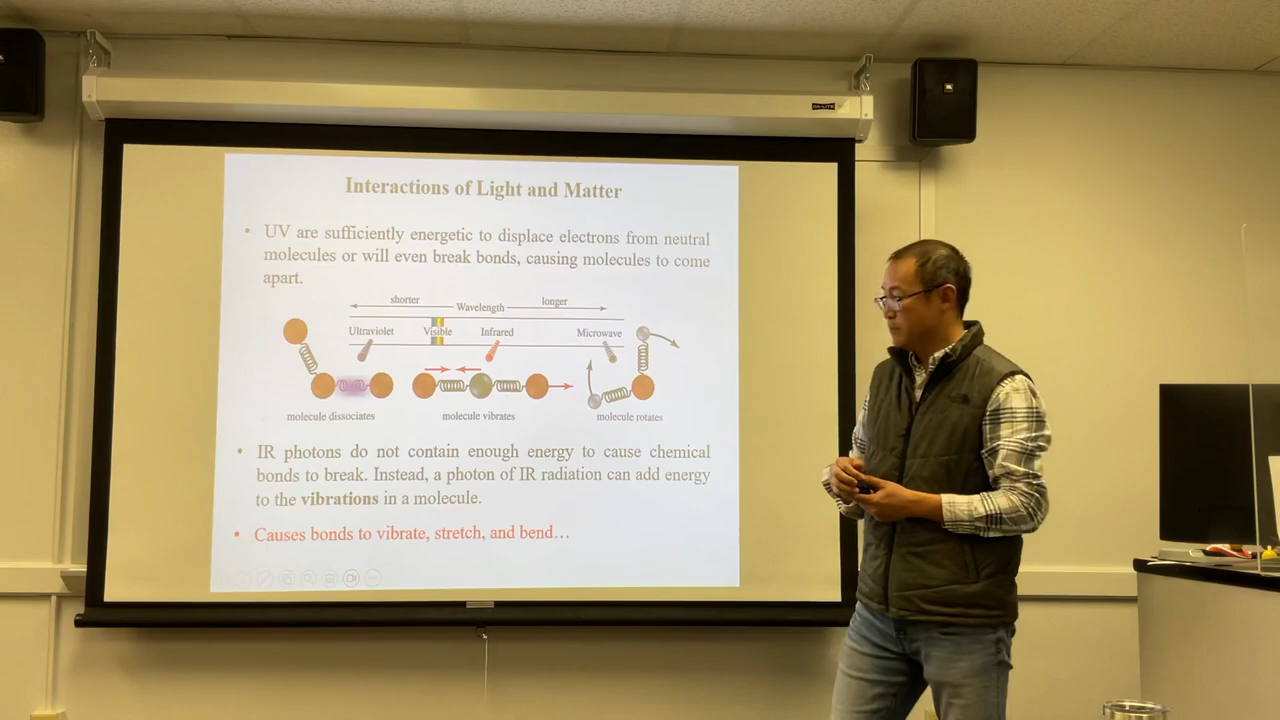 DA-LITE
JBL
Interactions of Light and Matter
• UV are sufficiently energetic to displace electrons from neutral
molecules or will even break bonds, causing molecules to come
apart.
shorter Wavelength longer
Ultraviolet Visible Infrared Microwave
molecule dissociates molecule vibrates molecule rotates
• IR photons do not contain enough energy to cause chemical
bonds to break. Instead, a photon of IR radiation can add energy
to the vibrations in a molecule.
• Causes bonds to vibrate, stretch, and bend…